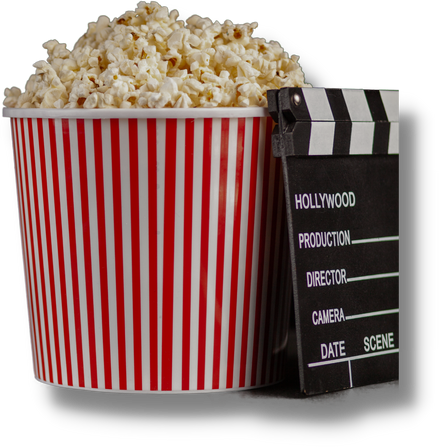 HOLLYWOOD
PRODUCTION
DIRECTOR
CAMERA
DATE SCENE